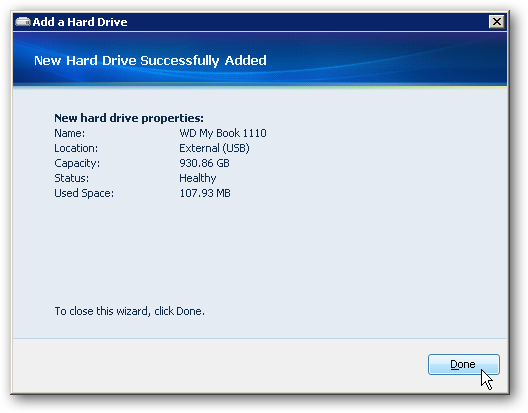 Add a Hard Drive
New Hard Drive Successfully Added
New hard drive properties:
Name: WD My Book 1110
Location: External (USB)
Capacity: 930.86 GB
Status: Healthy
Used Space: 107.93 MB
To close this wizard, click Done.
Done